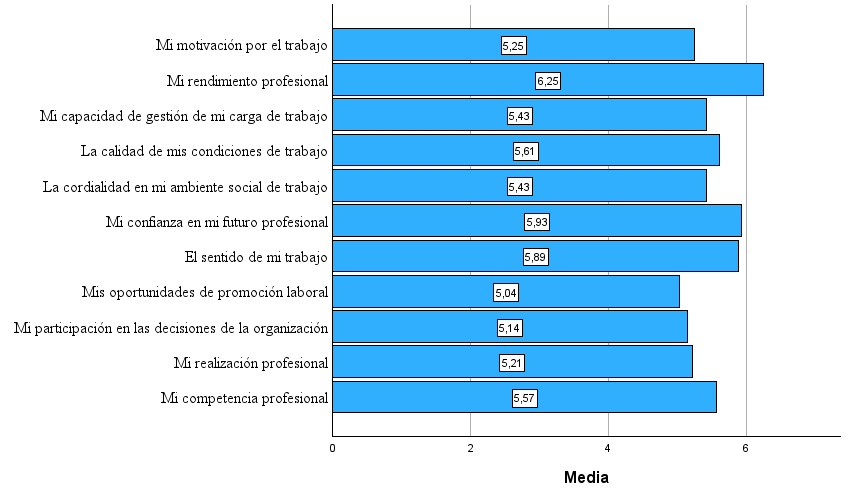 Mi motivación por el trabajo 5,25
Mi rendimiento profesional 6,25
Mi capacidad de gestión de mi carga de trabajo 5,43
La calidad de mis condiciones de trabajo 5,61
La cordialidad en mi ambiente social de trabajo 5,43
Mi confianza en mi futuro profesional 5,93
El sentido de mi trabajo 5,89
Mis oportunidades de promoción laboral 5,04
Mi participación en las decisiones de la organización 5,14
Mi realización profesional 5,21
Mi competencia profesional 5,57
0 2 4 6
Media